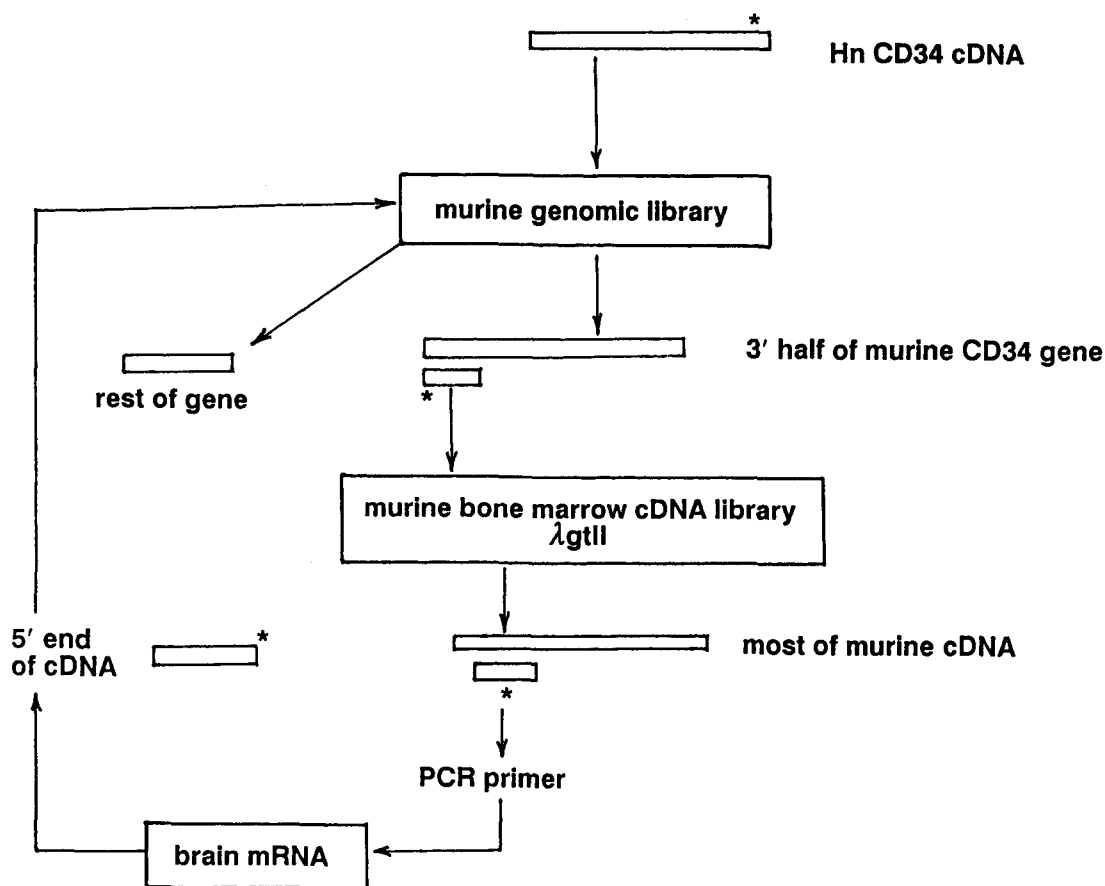 *
Hn CD34 cDNA
murine genomic library
rest of gene
3′ half of murine CD34 gene
*
murine bone marrow cDNA library
λgtII
5′ end
of cDNA
*
most of murine cDNA
*
PCR primer
brain mRNA